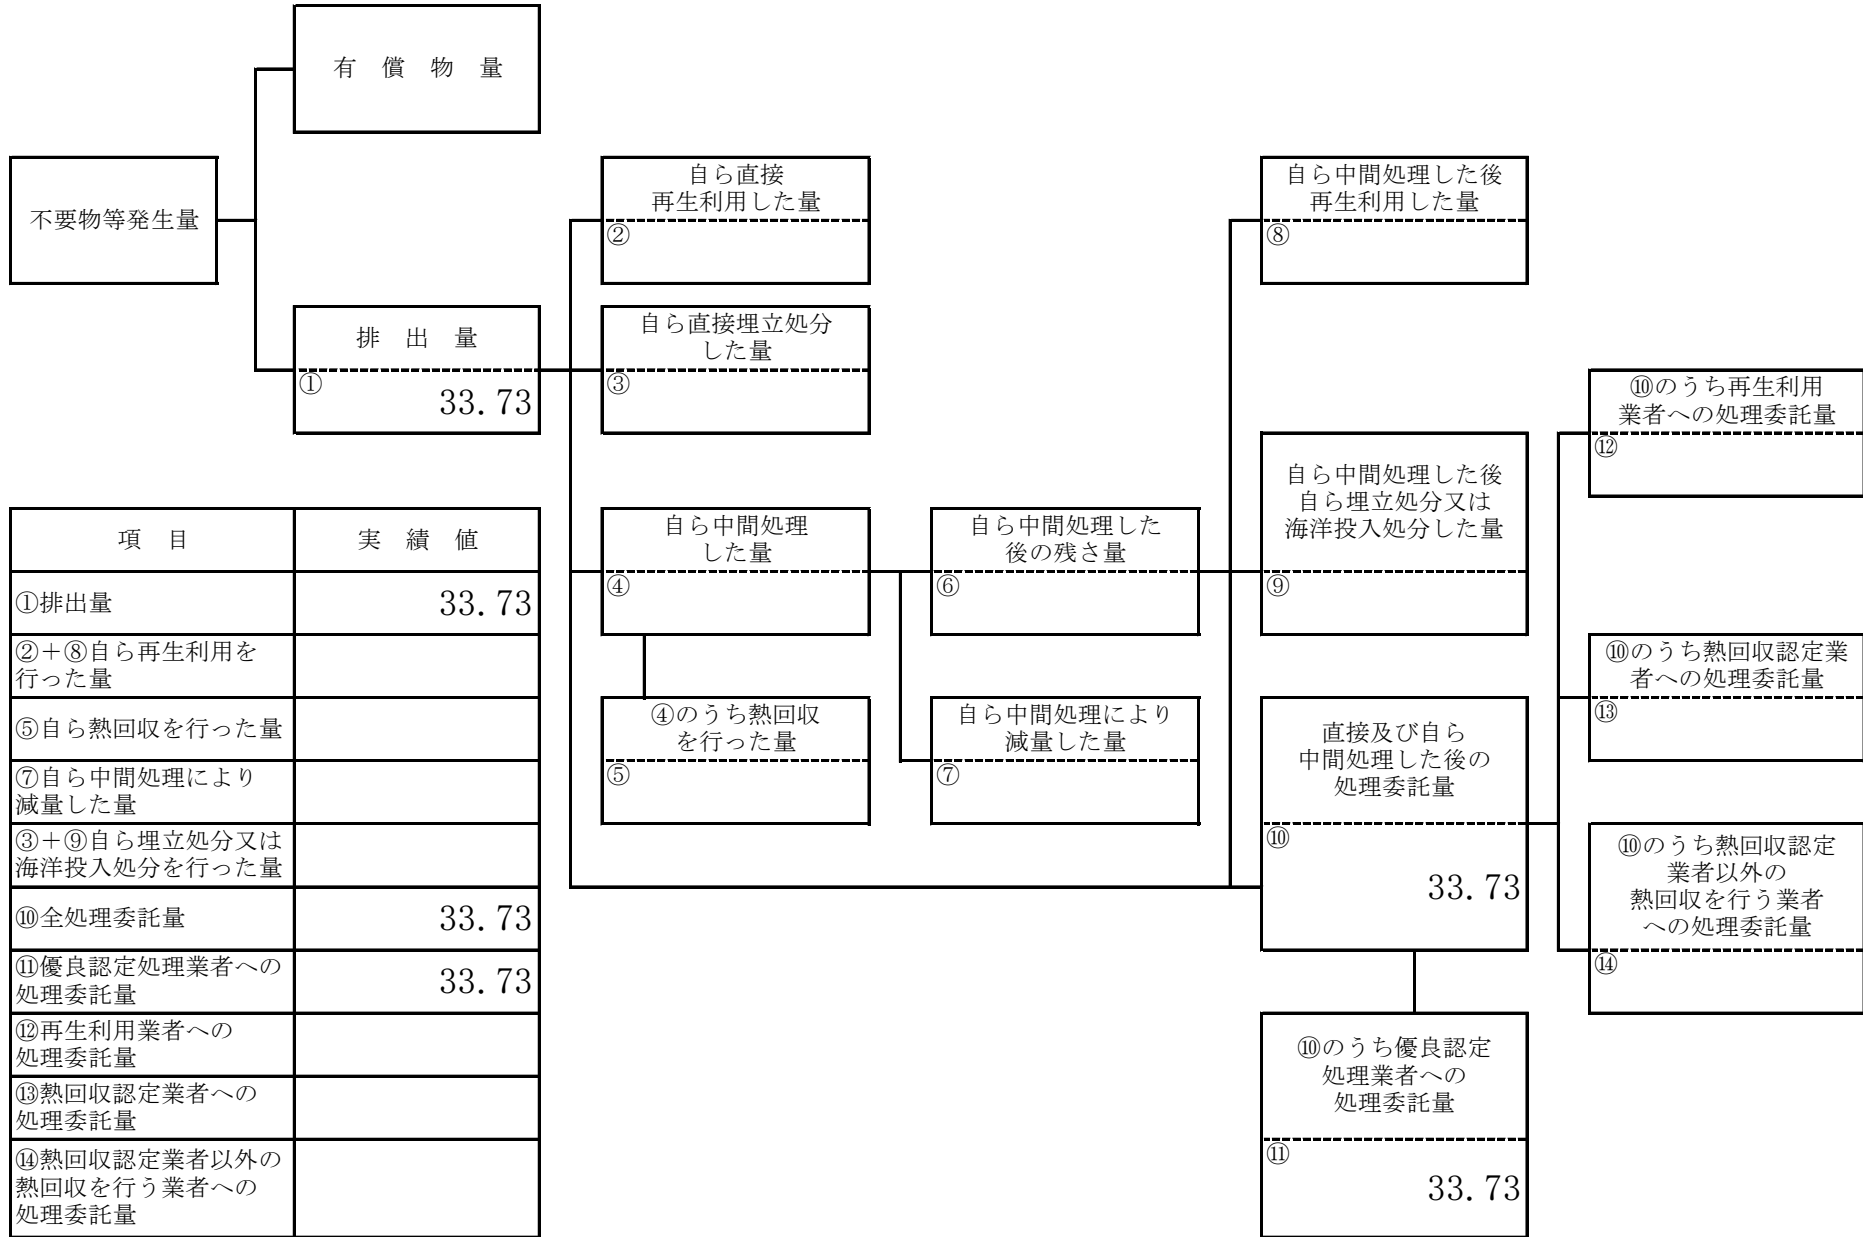 有 償 物 量
不要物等発生量
自ら直接
再生利用した量
②
自ら中間処理した後
再生利用した量
⑧
排 出 量
①
33.73
自ら直接埋立処分
した量
③
⑩のうち再生利用
業者への処理委託量
⑫
自ら中間処理した後
自ら埋立処分又は
海洋投入処分した量
⑨
自ら中間処理
した量
④
自ら中間処理した
後の残さ量
⑥
⑩のうち熱回収認定業
者への処理委託量
⑬
④のうち熱回収
を行った量
⑤
自ら中間処理により
減量した量
⑦
直接及び自ら
中間処理した後の
処理委託量
⑩
33.73
⑩のうち熱回収認定
業者以外の
熱回収を行う業者
への処理委託量
⑭
⑩のうち優良認定
処理業者への
処理委託量
⑪
33.73
項 目 実 績 値
①排出量 33.73
②＋⑧自ら再生利用を
行った量
⑤自ら熱回収を行った量
⑦自ら中間処理により
減量した量
③＋⑨自ら埋立処分又は
海洋投入処分を行った量
⑩全処理委託量 33.73
⑪優良認定処理業者への
処理委託量 33.73
⑫再生利用業者への
処理委託量
⑬熱回収認定業者への
処理委託量
⑭熱回収認定業者以外の
熱回収を行う業者への
処理委託量